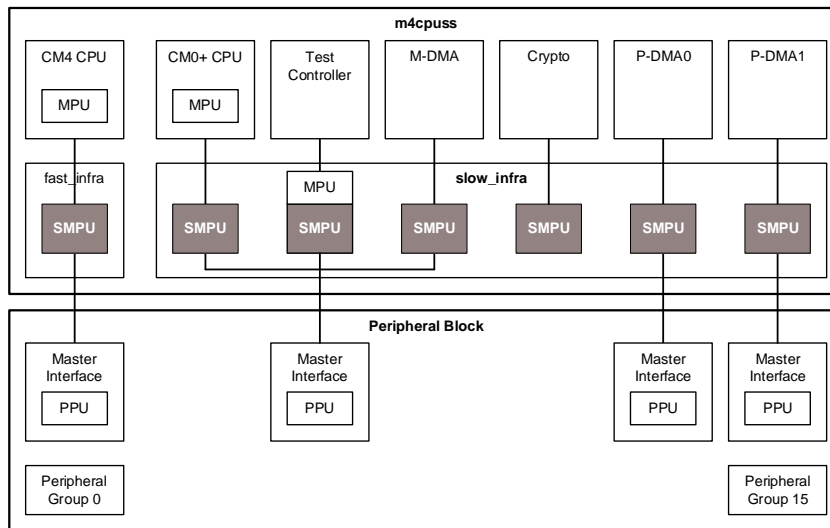 m4cpuss
CM4 CPU
MPU
CM0+ CPU
MPU
Test
Controller
M-DMA
Crypto
P-DMA0
P-DMA1
fast_infra
SMPU
slow_infra
MPU
SMPU
SMPU
SMPU
SMPU
SMPU
SMPU
Peripheral Block
Master
Interface
PPU
Master
Interface
PPU
Master
Interface
PPU
Master
Interface
PPU
Peripheral
Group 0
Peripheral
Group 15